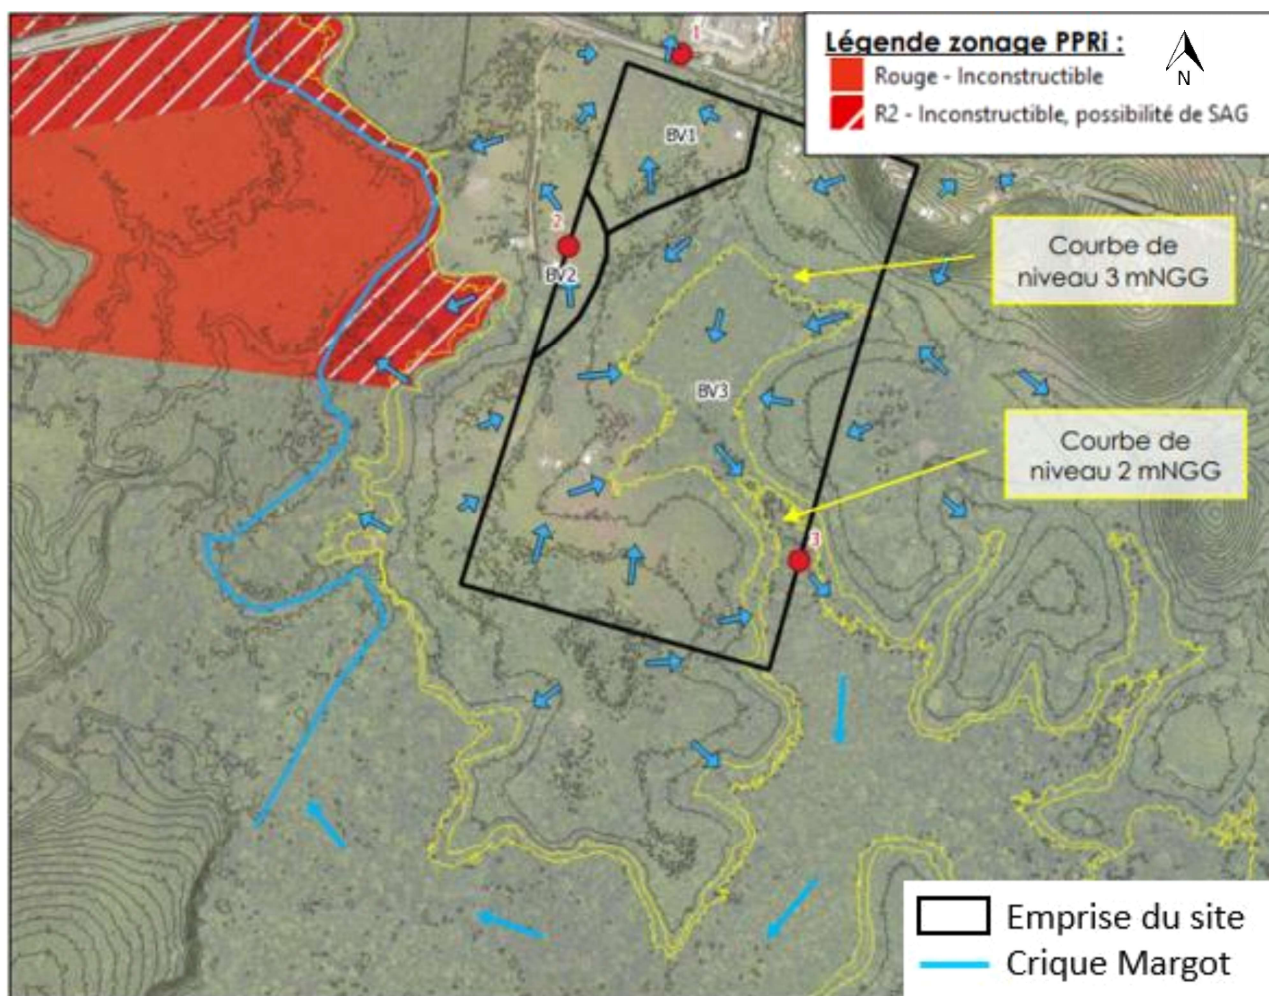 Légende zonage PPRi :
Rouge - Inconstructible
R2 - Inconstructible, possibilité de SAG
N
1
BV1
2
BV2
Courbe de
niveau 3 mNGG
BV3
Courbe de
niveau 2 mNGG
3
Emprise du site
Crique Margot